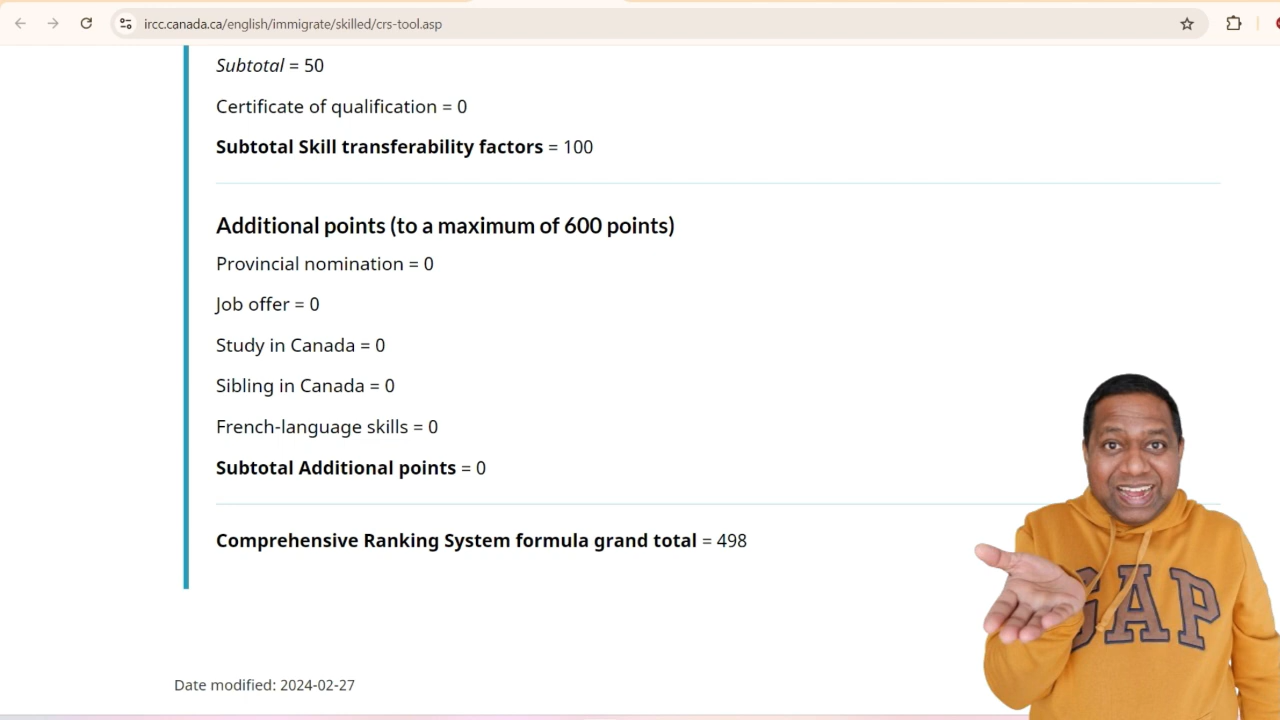 ircc.canada.ca/english/immigrate/skilled/crs-tool.asp
Subtotal = 50
Certificate of qualification = 0
Subtotal Skill transferability factors = 100
Additional points (to a maximum of 600 points)
Provincial nomination = 0
Job offer = 0
Study in Canada = 0
Sibling in Canada = 0
French-language skills = 0
Subtotal Additional points = 0
Comprehensive Ranking System formula grand total = 498
GAP
Date modified: 2024-02-27